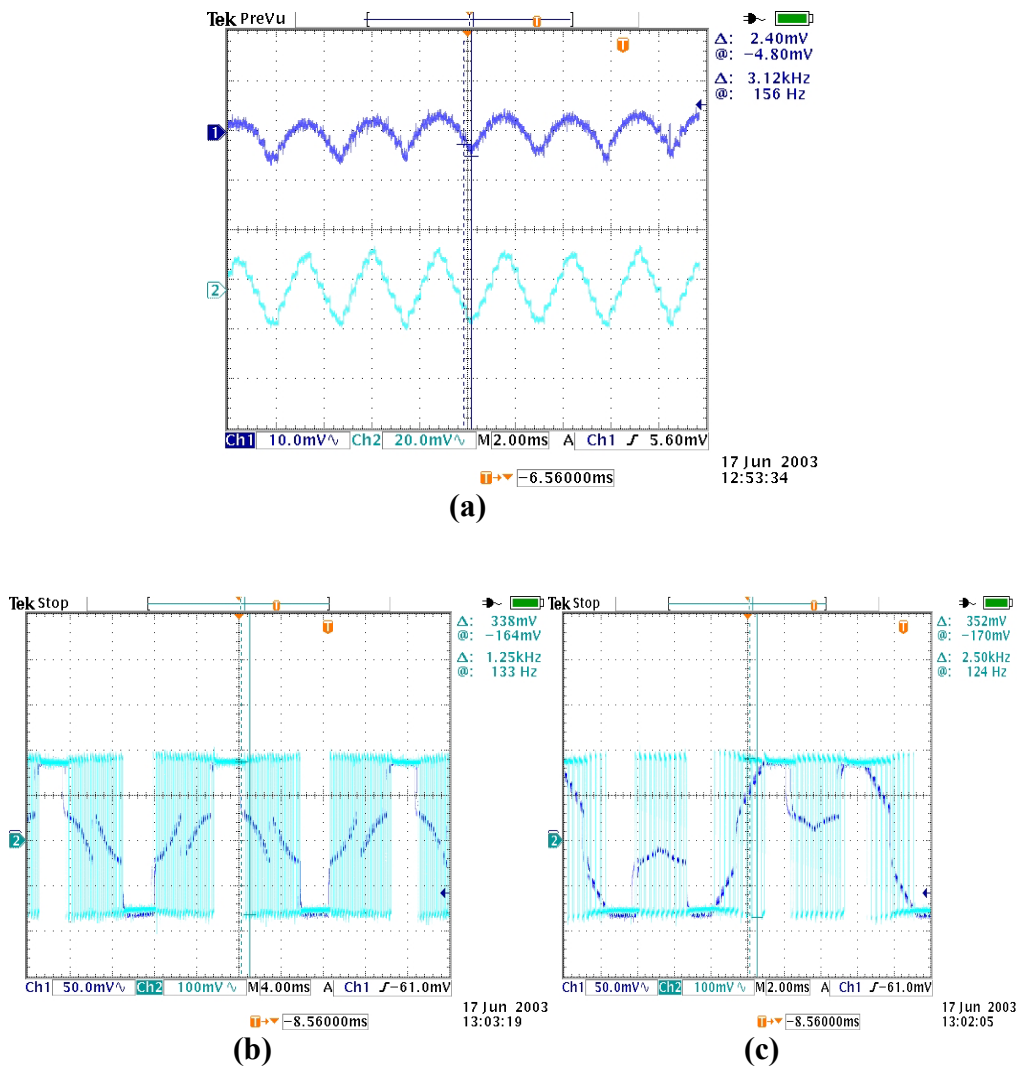 Tek PreVu
T
T
Δ: 2.40mV
@: −4.80mV
Δ: 3.12kHz
@: 156 Hz
1
2
Ch1 10.0mV∿ Ch2 20.0mV∿ M 2.00ms A Ch1 ʃ 5.60mV
T→▼ −6.56000ms
17 Jun 2003
12:53:34
(a)
Tek Stop
T
T
Δ: 338mV
@: −164mV
Δ: 1.25kHz
@: 133 Hz
2
Ch1 50.0mV∿ Ch2 100mV∿ M 4.00ms A Ch1 ʃ −61.0mV
T→▼ −8.56000ms
17 Jun 2003
13:03:19
(b)
Tek Stop
T
T
Δ: 352mV
@: −170mV
Δ: 2.50kHz
@: 124 Hz
2
Ch1 50.0mV∿ Ch2 100mV∿ M 2.00ms A Ch1 ʃ −61.0mV
T→▼ −8.56000ms
17 Jun 2003
13:02:05
(c)